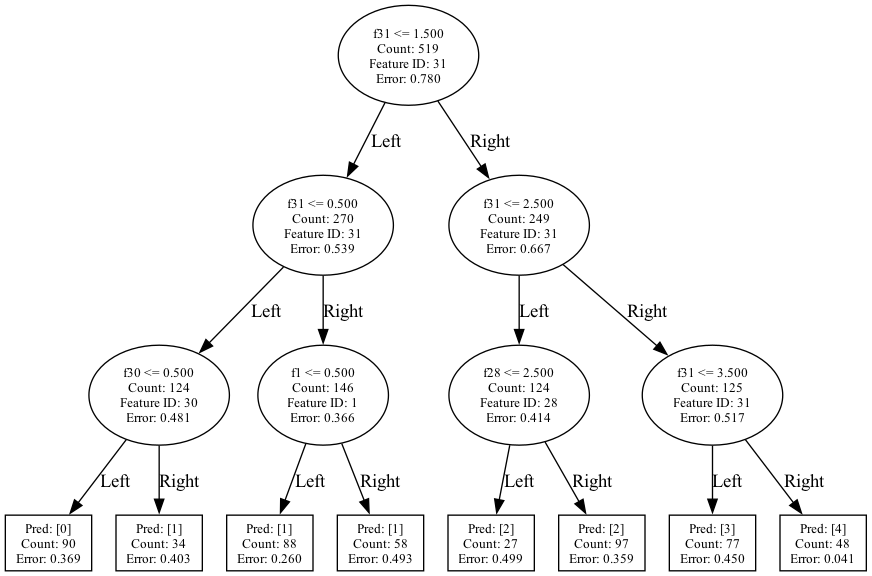 f31 <= 1.500
Count: 519
Feature ID: 31
Error: 0.780
Left
Right
f31 <= 0.500
Count: 270
Feature ID: 31
Error: 0.539
f31 <= 2.500
Count: 249
Feature ID: 31
Error: 0.667
Left
Right
Left
Right
f30 <= 0.500
Count: 124
Feature ID: 30
Error: 0.481
f1 <= 0.500
Count: 146
Feature ID: 1
Error: 0.366
f28 <= 2.500
Count: 124
Feature ID: 28
Error: 0.414
f31 <= 3.500
Count: 125
Feature ID: 31
Error: 0.517
Left
Right
Left
Right
Left
Right
Left
Right
Pred: [0]
Count: 90
Error: 0.369
Pred: [1]
Count: 34
Error: 0.403
Pred: [1]
Count: 88
Error: 0.260
Pred: [1]
Count: 58
Error: 0.493
Pred: [2]
Count: 27
Error: 0.499
Pred: [2]
Count: 97
Error: 0.359
Pred: [3]
Count: 77
Error: 0.450
Pred: [4]
Count: 48
Error: 0.041